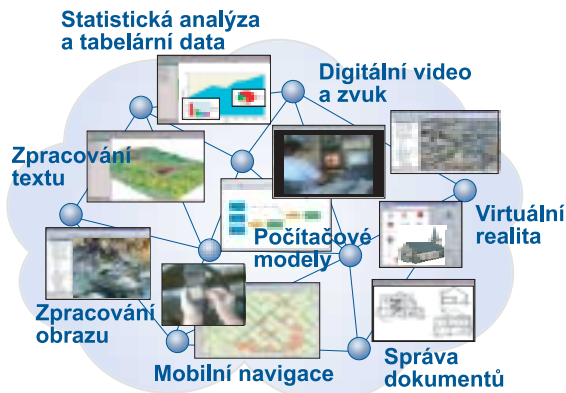 Statistická analýza
a tabelární data
Digitální video
a zvuk
Zpracování
textu
Virtuální
realita
Počítačové
modely
Zpracování
obrazu
Mobilní navigace
Správa
dokumentů